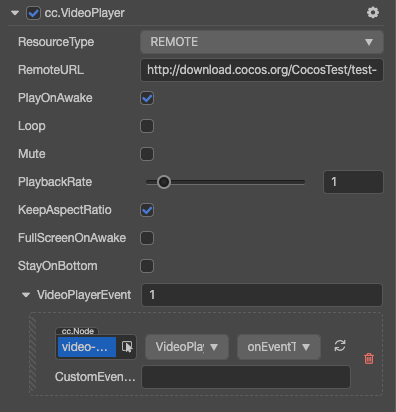 cc.VideoPlayer
ResourceType REMOTE
RemoteURL http://download.cocos.org/CocosTest/test-
PlayOnAwake
Loop
Mute
PlaybackRate 1
KeepAspectRatio
FullScreenOnAwake
StayOnBottom
VideoPlayerEvent 1
cc.Node
video-... VideoPlay onEventT
CustomEven...